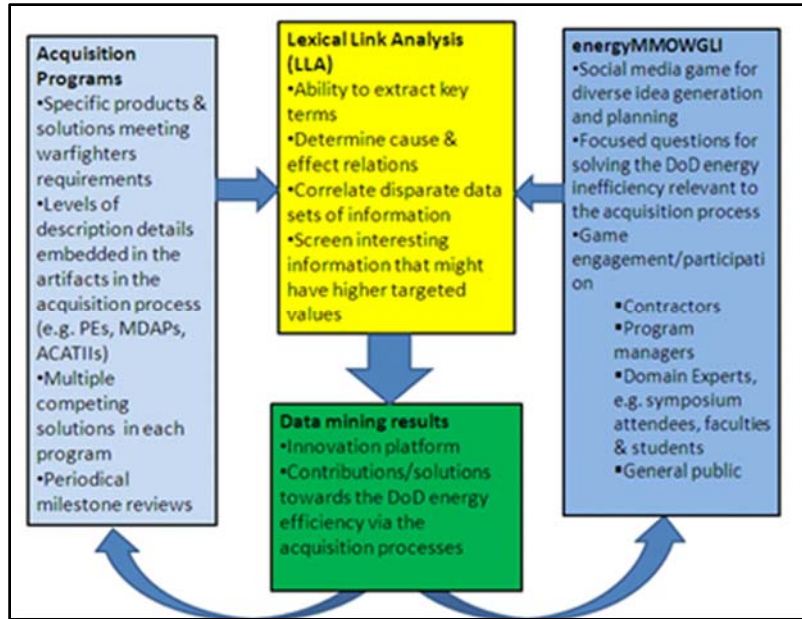 Acquisition
Programs
•Specific products &
solutions meeting
warfighters
requirements
•Levels of
description details
embedded in the
artifacts in the
acquisition process
(e.g. PEs, MDAPs,
ACATIIs)
•Multiple
competing
solutions in each
program
•Periodical
milestone reviews
Lexical Link Analysis
(LLA)
•Ability to extract key
terms
•Determine cause &
effect relations
•Correlate disparate data
sets of information
•Screen interesting
information that might
have higher targeted
values
Data mining results
•Innovation platform
•Contributions/solutions
towards the DoD energy
efficiency via the
acquisition processes
energyMMOWGLI
•Social media game for
diverse idea generation
and planning
•Focused questions for
solving the DoD energy
inefficiency relevant to
the acquisition process
•Game
engagement/participati
on
▪Contractors
▪Program
managers
▪Domain Experts,
e.g. symposium
attendees, faculties
& students
▪General public